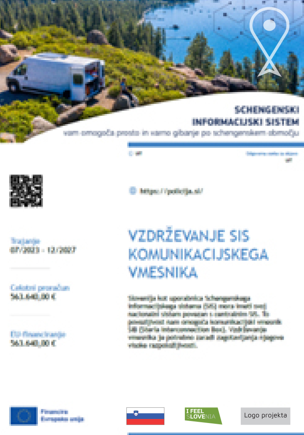 SCHENGENSKI
INFORMACIJSKI SISTEM
vam omogoča prosto in varno gibanje po schengenskem območju
https://policija.si/
VZDRŽEVANJE SIS
KOMUNIKACIJSKEGA
VMESNIKA
Trajanje
07/2023 - 12/2027
Celotni proračun
563.640,00 €
EU-financiranje
563.640,00 €
Slovenija kot uporabnica Schengenskega
informacijskega sistema (SIS) mora imeti svoj
nacionalni sistem povezan s centralnim SIS. To
povezljivost nam omogoča komunikacijski vmesnik
SIB (Starla Interconnection Box). Vzdrževanje
vmesnika je potrebno zaradi zagotavljanja njegove
visoke razpoložljivosti.
Financira
Evropska unija
I FEEL
SLOVENIA
Logo projekta